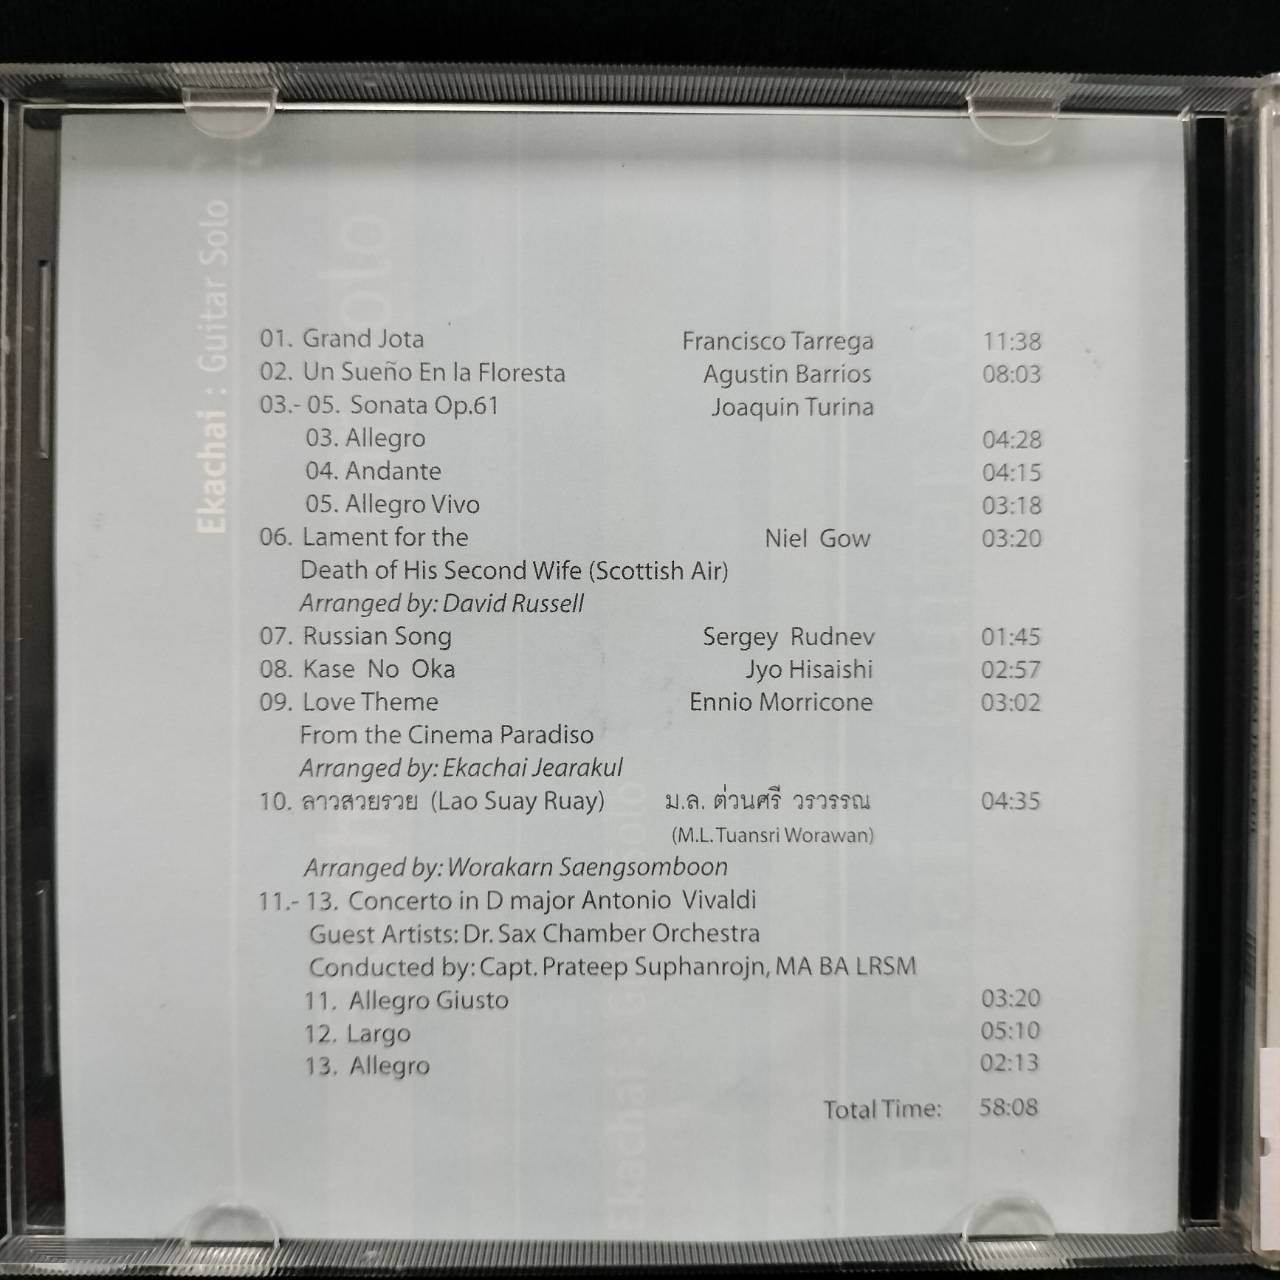 Ekachai : Guitar Solo
01. Grand Jota Francisco Tarrega 11:38
02. Un Sueño En la Floresta Agustin Barrios 08:03
03.- 05. Sonata Op.61 Joaquin Turina
03. Allegro 04:28
04. Andante 04:15
05. Allegro Vivo 03:18
06. Lament for the Niel Gow 03:20
Death of His Second Wife (Scottish Air)
Arranged by: David Russell
07. Russian Song Sergey Rudnev 01:45
08. Kase No Oka Jyo Hisaishi 02:57
09. Love Theme Ennio Morricone 03:02
From the Cinema Paradiso
Arranged by: Ekachai Jearakul
10. ลาวสวยรวย (Lao Suay Ruay) ม.ล. ต่วนศรี วรวรรณ 04:35
(M.L. Tuansri Worawan)
Arranged by: Worakarn Saengsomboon
11.- 13. Concerto in D major Antonio Vivaldi
Guest Artists: Dr. Sax Chamber Orchestra
Conducted by: Capt. Prateep Suphanrojn, MA BA LRSM
11. Allegro Giusto 03:20
12. Largo 05:10
13. Allegro 02:13
Total Time: 58:08